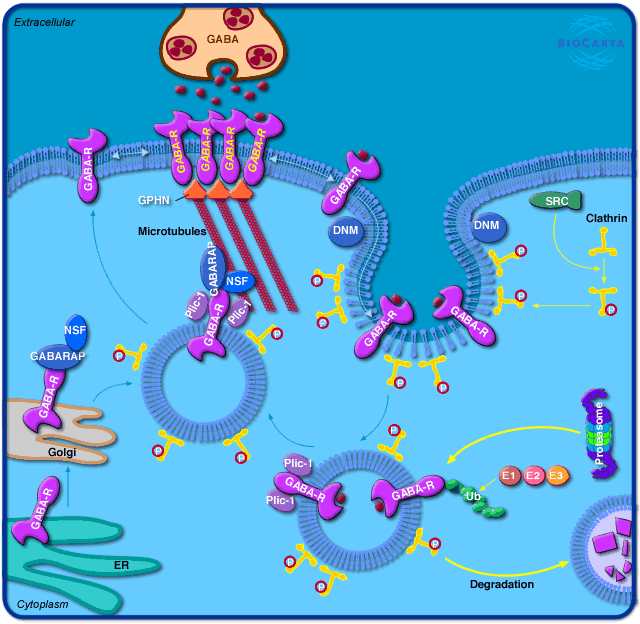 Extracellular
GABA
BIOCARTA
GABA-R
GABA-R
GABA-R
GABA-R
GABA-R
GABA-R
GPHN
SRC
DNM
DNM
Clathrin
Microtubules
GABARAP
NSF
P
P
P
P
P
Plic-1
Plic-1
GABA-R
NSF
GABARAP
GABA-R
GABA-R
GABA-R
P
P
P
P
P
P
P
P
Golgi
Proteasome
Plic-1
GABA-R
GABA-R
Plic-1
E1
E2
E3
Ub
GABA-R
P
P
P
P
ER
Degradation
Cytoplasm